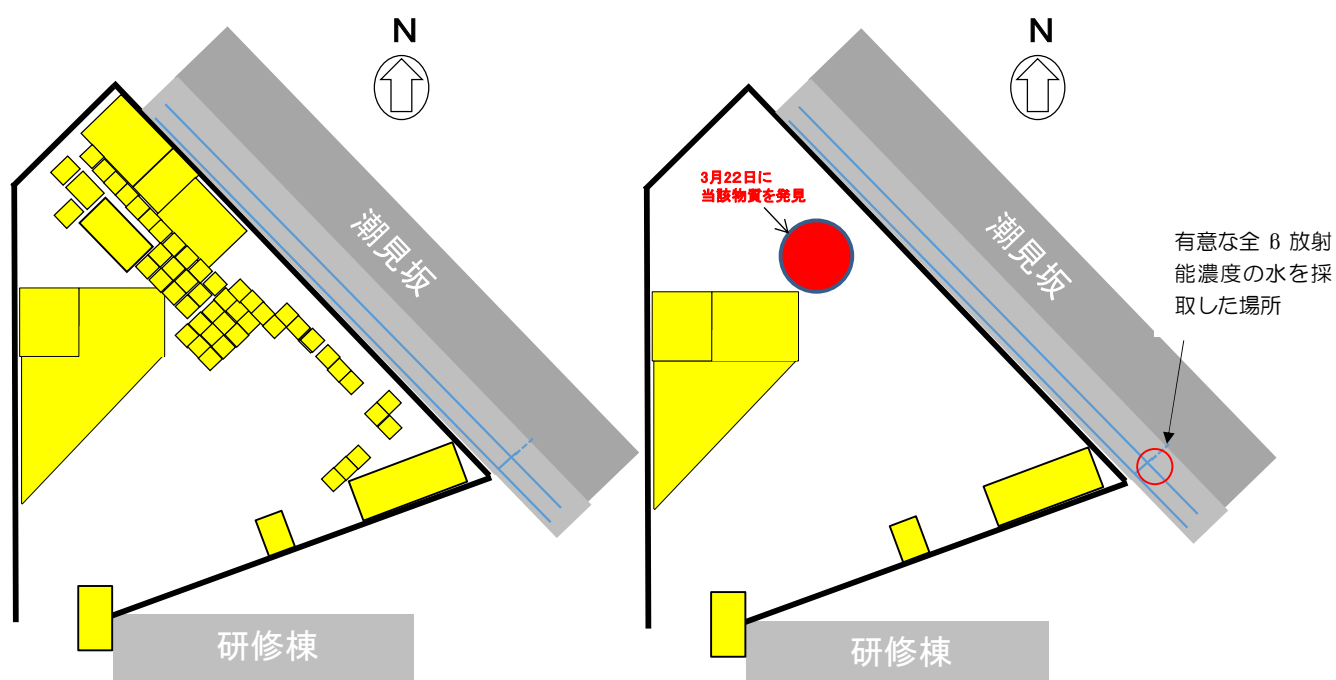 N
潮見坂
研修棟
N
3月22日に
当該物質を発見
潮見坂
有意な全 β 放射
能濃度の水を採
取した場所
研修棟